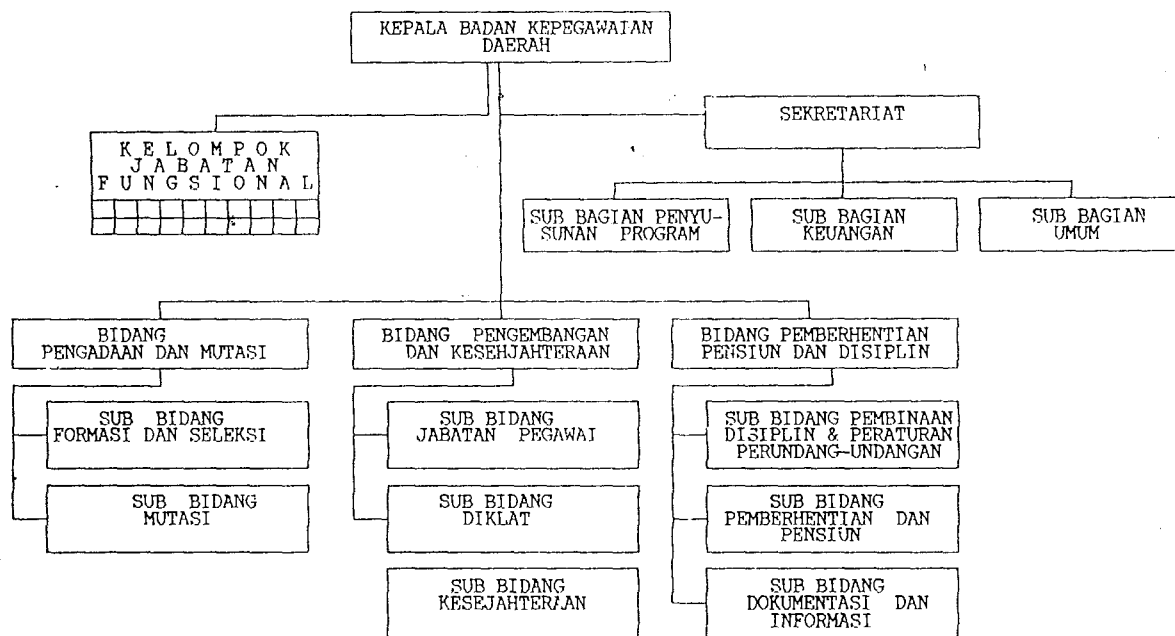 KEPALA BADAN KEPEGAWAIAN
DAERAH
SEKRETARIAT
KELOMPOK
JABATAN
FUNGSIONAL
SUB BAGIAN PENYU-
SUNAN PROGRAM
SUB BAGIAN
KEUANGAN
SUB BAGIAN
UMUM
BIDANG
PENGADAAN DAN MUTASI
BIDANG PENGEMBANGAN
DAN KESEHJAHTERAAN
BIDANG PEMBERHENTIAN
PENSIUN DAN DISIPLIN
SUB BIDANG
FORMASI DAN SELEKSI
SUB BIDANG
JABATAN PEGAWAI
SUB BIDANG PEMBINAAN
DISIPLIN & PERATURAN
PERUNDANG-UNDANGAN
SUB BIDANG
MUTASI
SUB BIDANG
DIKLAT
SUB BIDANG
PEMBERHENTIAN DAN
PENSIUN
SUB BIDANG
KESEJAHTERAAN
SUB BIDANG
DOKUMENTASI DAN
INFORMASI